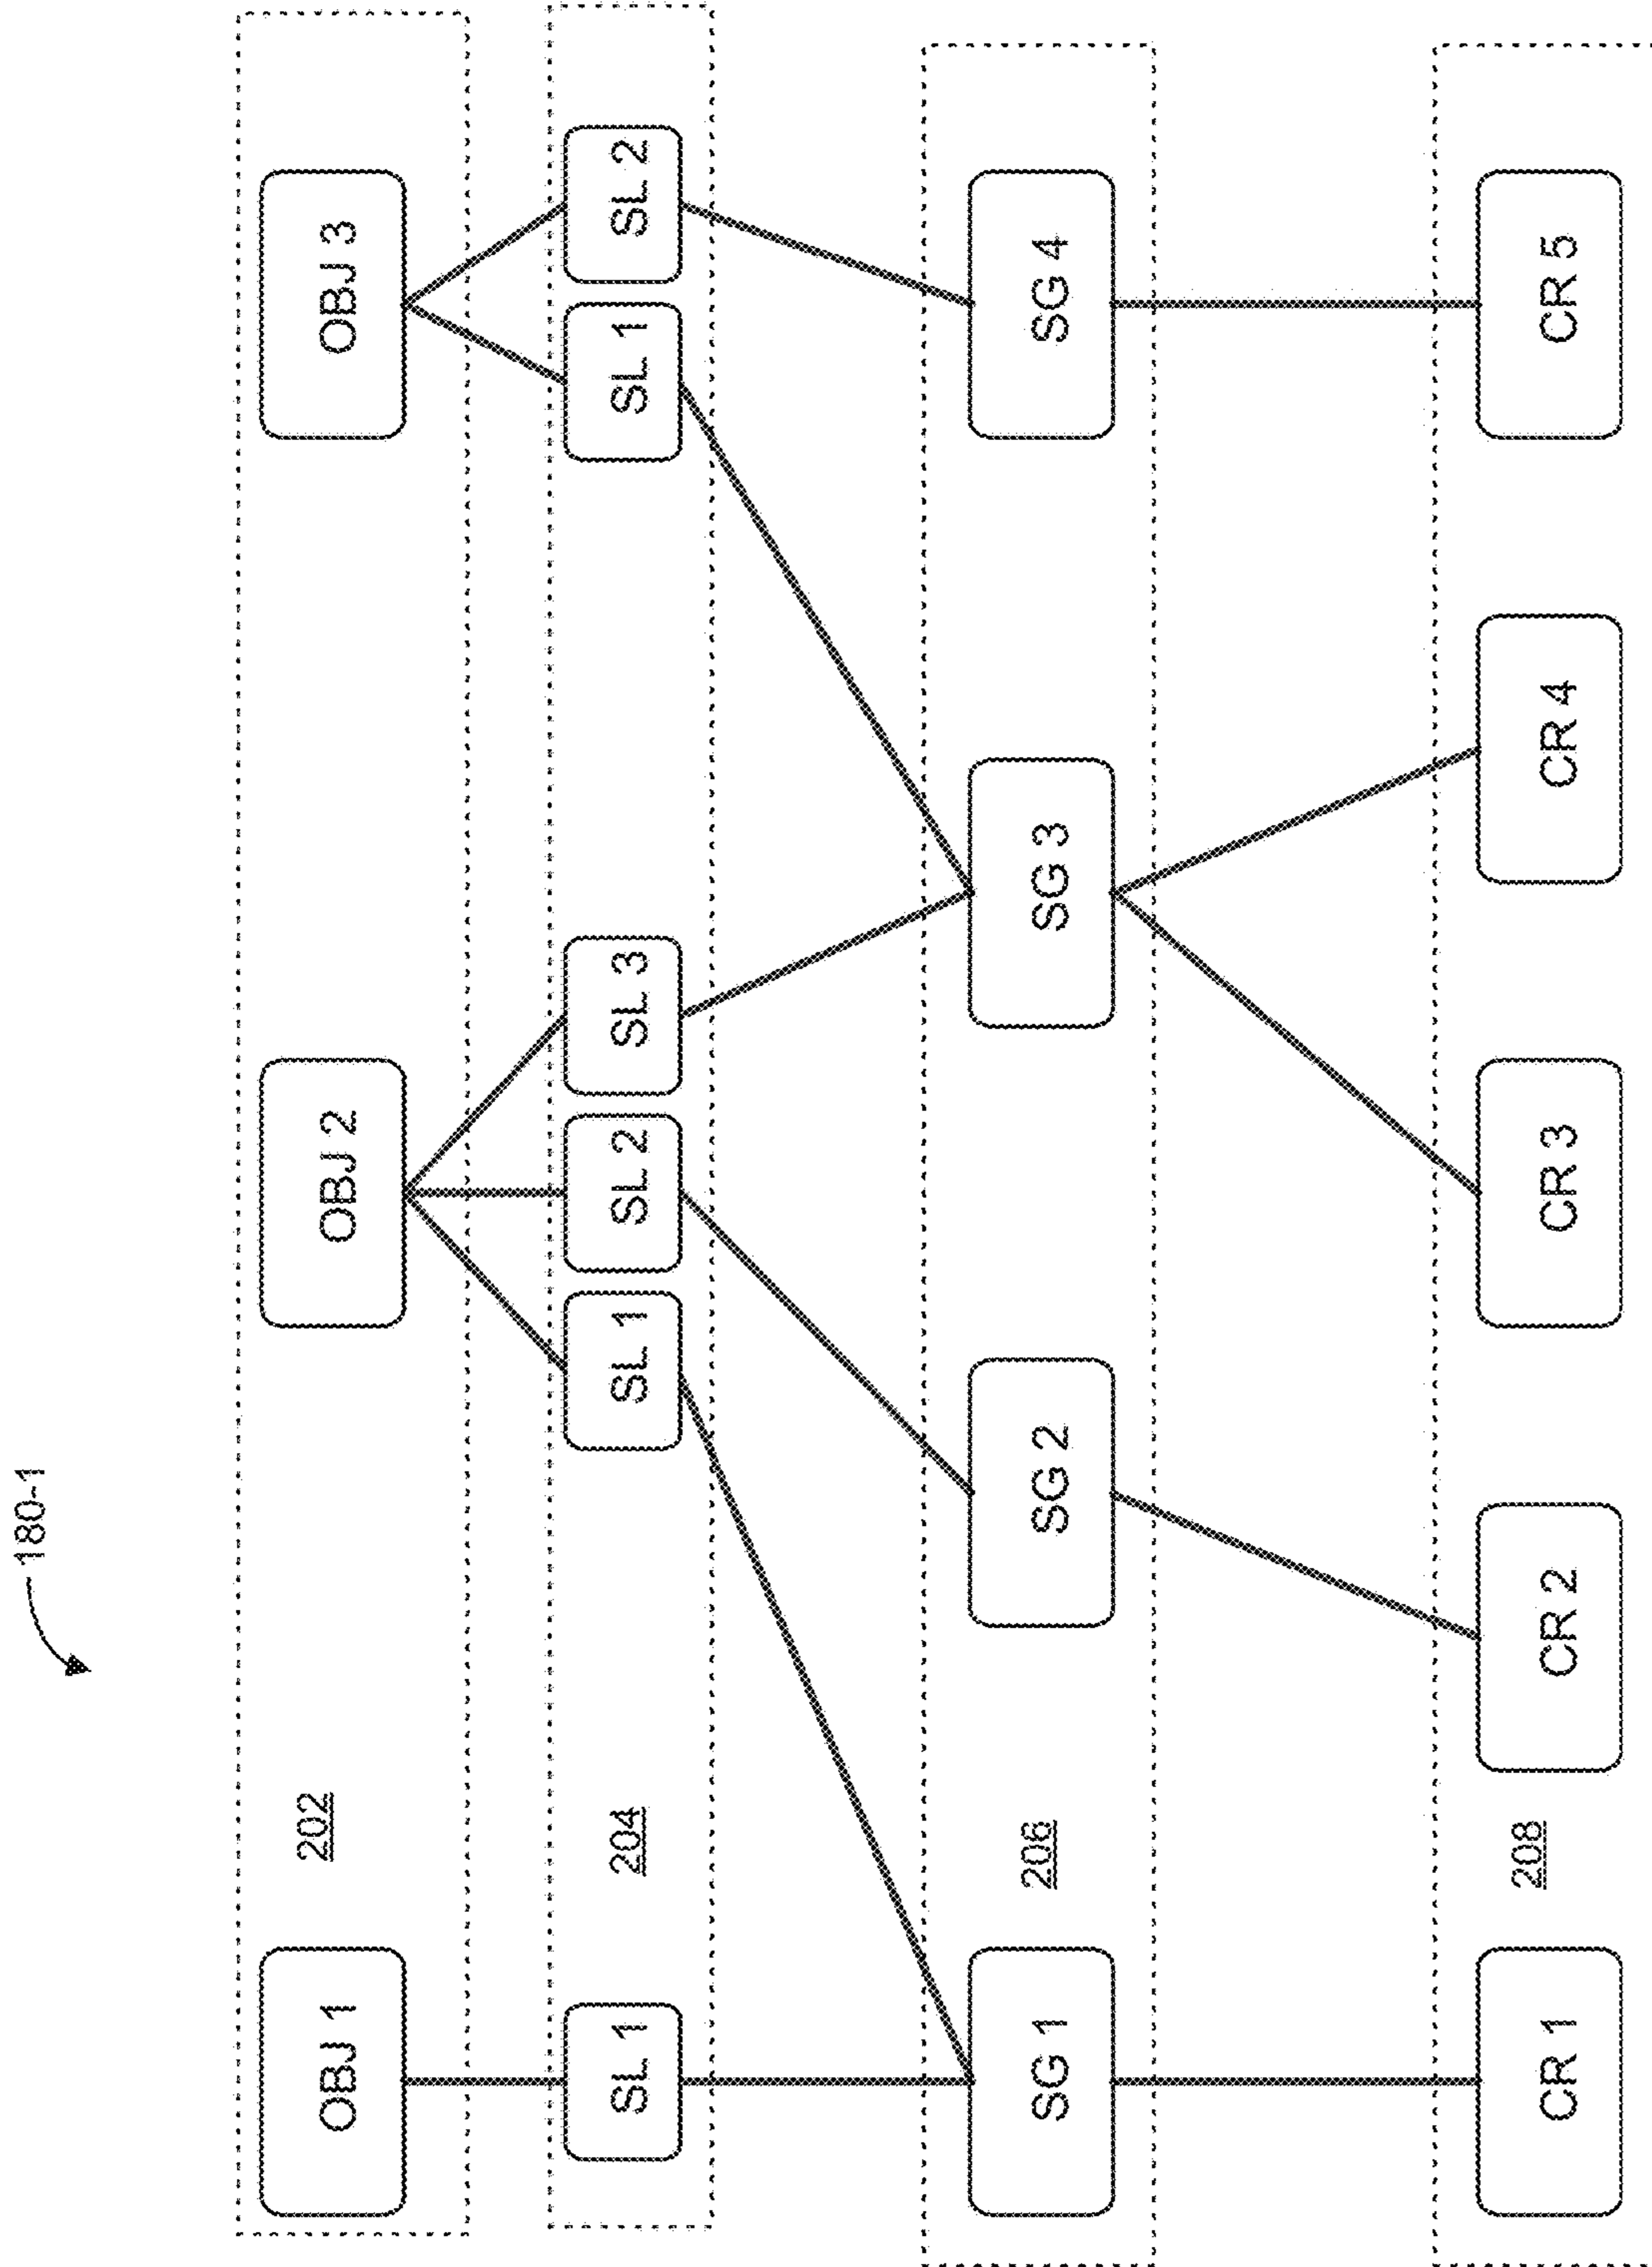 180-1
OBJ 1
202
OBJ 2
OBJ 3
SL 1
204
SL 1
SL 2
SL 3
SL 1
SL 2
SG 1
206
SG 2
SG 3
SG 4
CR 1
208
CR 2
CR 3
CR 4
CR 5